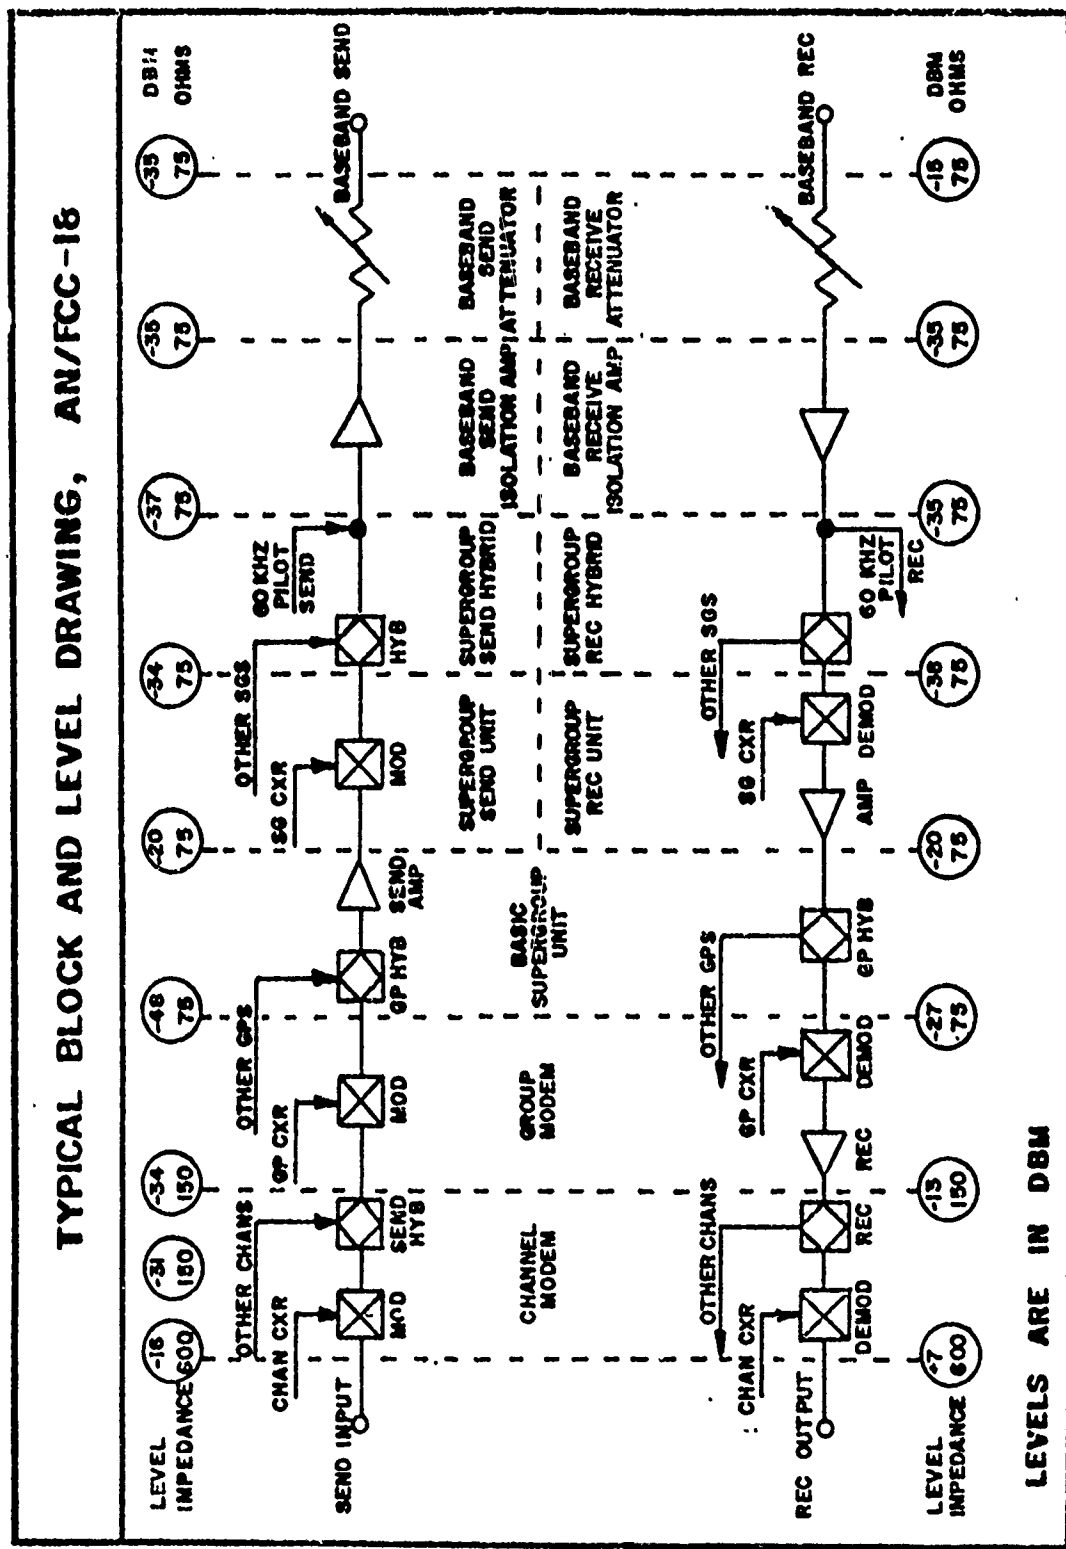 TYPICAL BLOCK AND LEVEL DRAWING, AN/FCC-18
LEVEL
IMPEDANCE
-16
600
-31
150
-34
150
-48
75
-20
75
-34
75
-37
75
-35
75
-35
75
DBM
OHMS
OTHER CHANS
CHAN CXR
OTHER GPS
GP CXR
OTHER SGS
SG CXR
60 KHZ
PILOT
SEND
SEND INPUT
MOD
SEND
HYB
MOD
GP HYB
SEND
AMP
MOD
HYB
BASEBAND SEND
CHANNEL
MODEM
GROUP
MODEM
BASIC
SUPERGROUP
UNIT
SUPERGROUP
SEND UNIT
SUPERGROUP
SEND HYBRID
BASEBAND
SEND
ISOLATION AMP
BASEBAND
SEND
ATTENUATOR
SUPERGROUP
REC UNIT
SUPERGROUP
REC HYBRID
BASEBAND
RECEIVE
ISOLATION AMP
BASEBAND
RECEIVE
ATTENUATOR
OTHER CHANS
CHAN CXR
OTHER GPS
GP CXR
OTHER SGS
SG CXR
REC OUTPUT
DEMOD
REC
REC
DEMOD
GP HYB
AMP
DEMOD
60 KHZ
PILOT
REC
BASEBAND REC
LEVEL
IMPEDANCE
+7
600
-13
150
-27
75
-20
75
-36
75
-35
75
-35
75
-15
75
DBM
OHMS
LEVELS ARE IN DBM